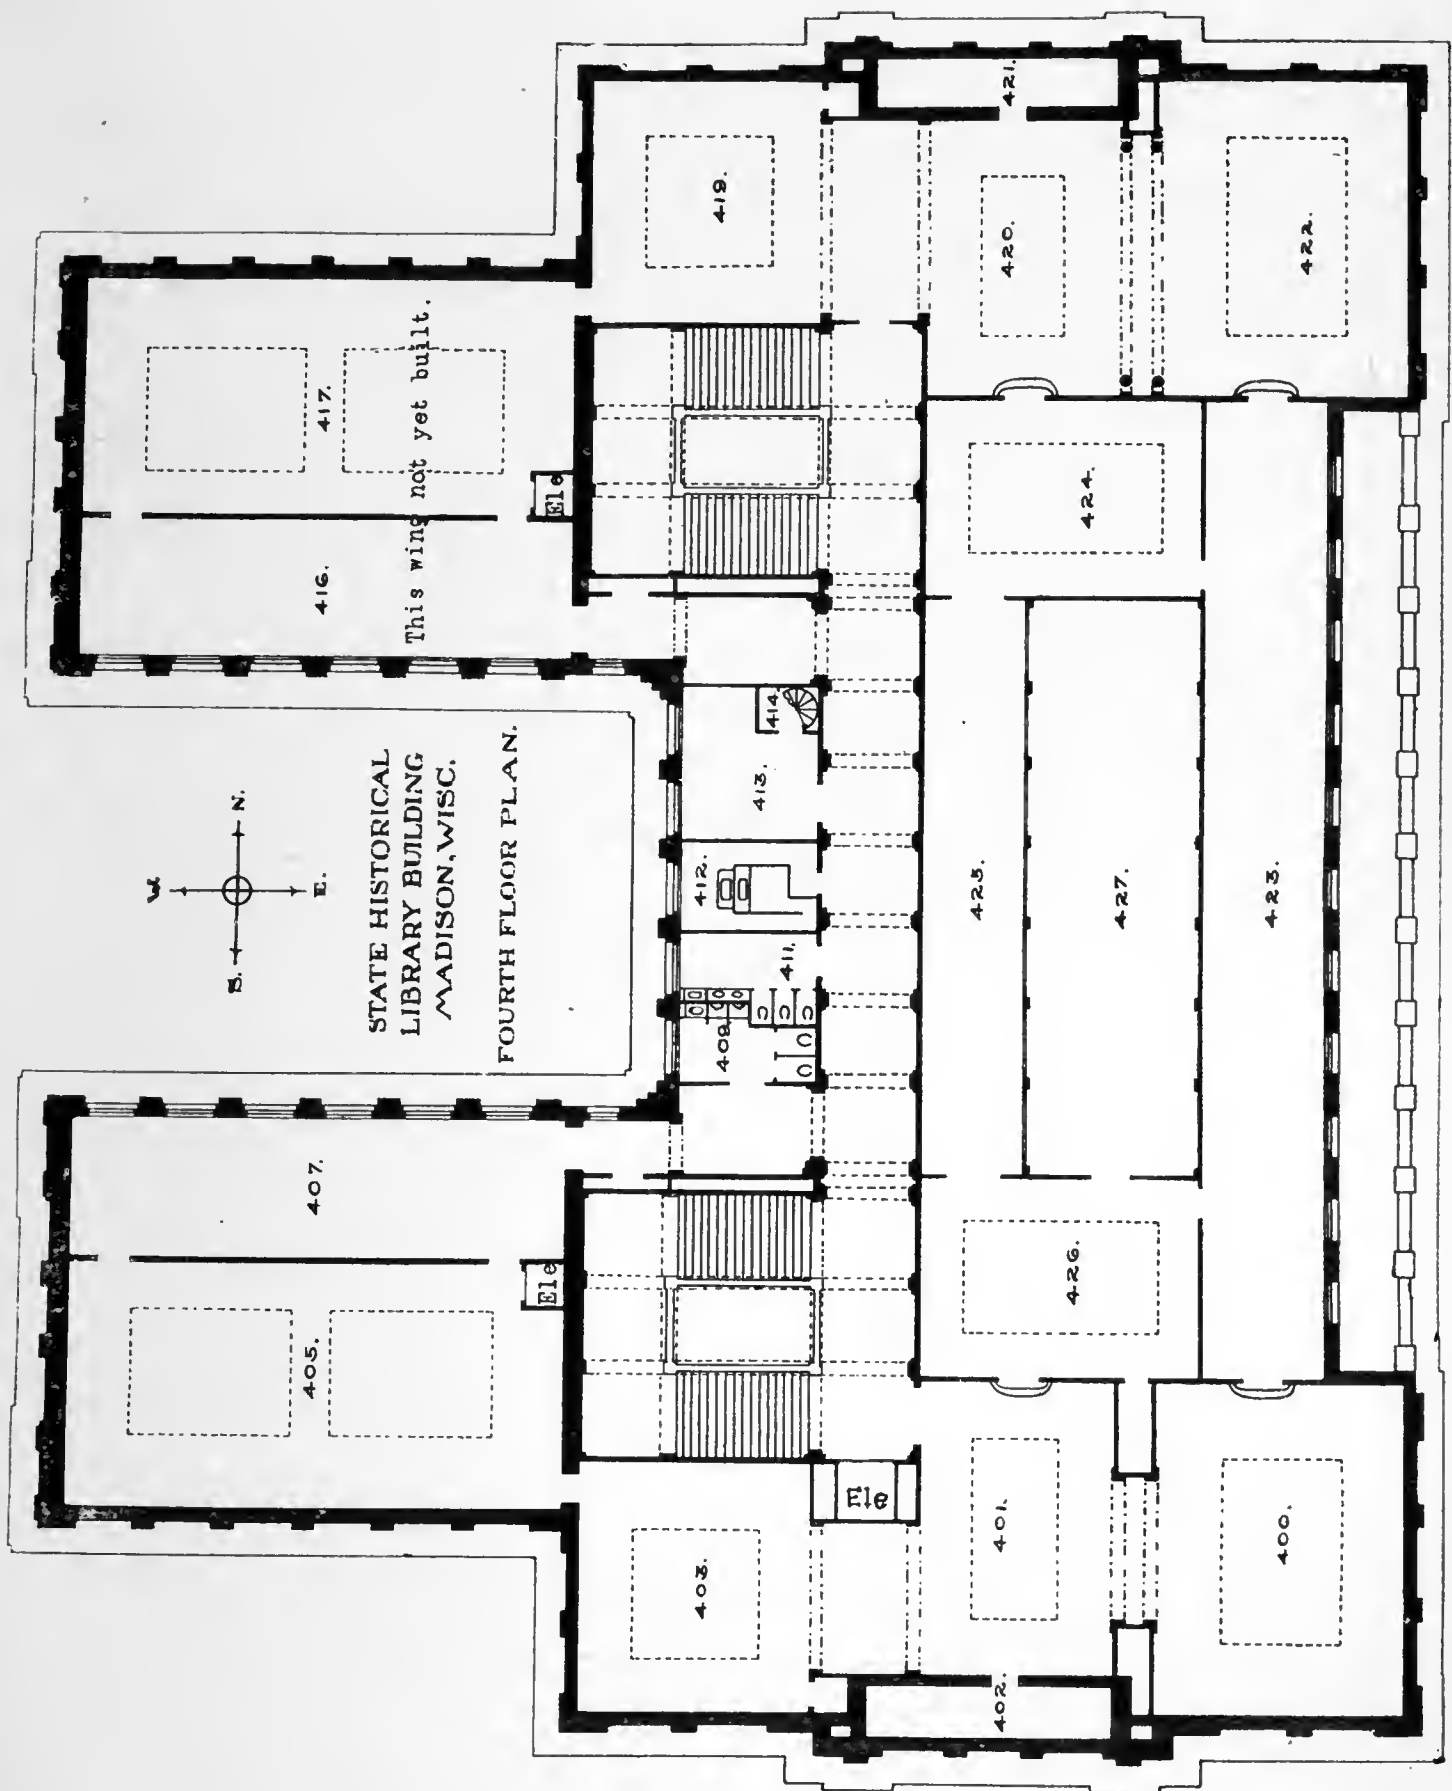 STATE HISTORICAL
LIBRARY BUILDING
MADISON, WISC.
FOURTH FLOOR PLAN.
W.
N.
S.
E.
This wing not yet built.
405.
407.
416.
417.
Ele
Ele
403.
409.
411.
412.
413.
414.
419.
Ele
402.
401.
426.
425.
427.
424.
420.
421.
400.
423.
422.